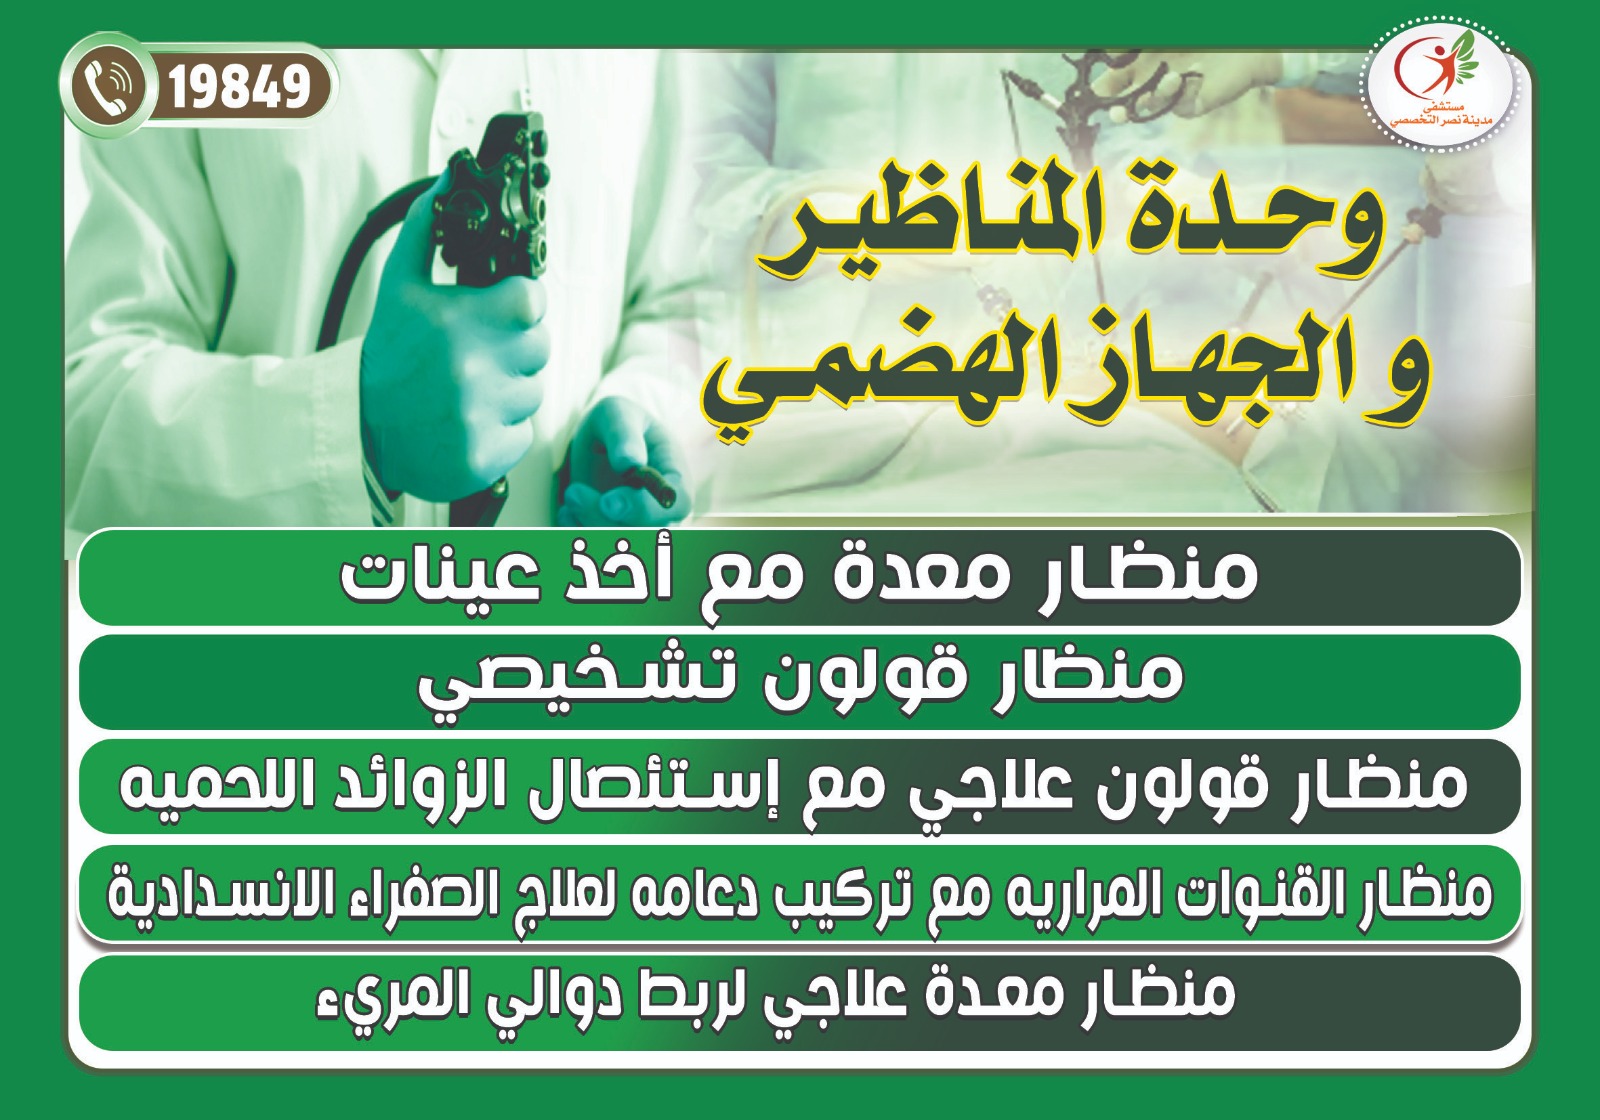 19849
مستشفى
مدينة نصر التخصصي
وحدة المناظير
و الجهاز الهضمي
منظار معدة مع أخذ عينات
منظار قولون تشخيصي
منظار قولون علاجي مع إستئصال الزوائد اللحميه
منظار القنوات المراريه مع تركيب دعامه لعلاج الصفراء الانسدادية
منظار معدة علاجي لربط دوالي المريء